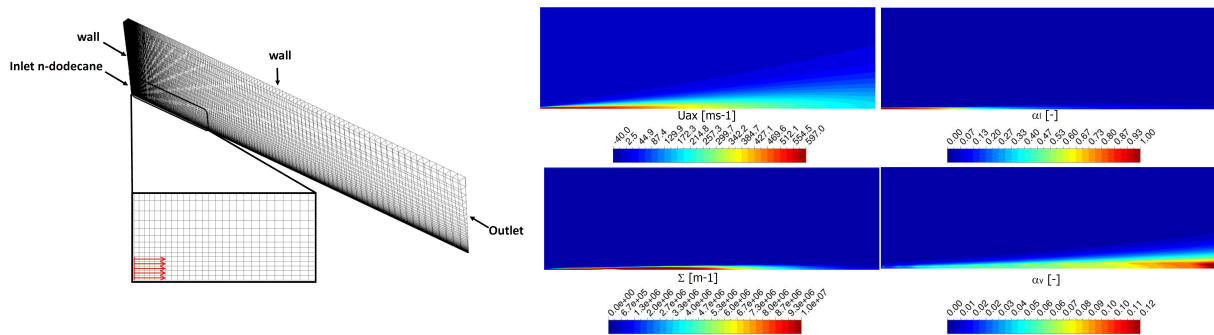 wall
wall
Inlet n-dodecane
Outlet
Uax [ms-1]
-40.0 2.5 44.9 87.4 129.9 172.3 214.8 257.3 299.7 342.2 384.7 427.1 469.6 512.1 554.5 597.0
αl [-]
0.00 0.07 0.13 0.20 0.27 0.33 0.40 0.47 0.53 0.60 0.67 0.73 0.80 0.87 0.93 1.00
Σ [m-1]
0.0e+00 6.7e+05 1.3e+06 2.0e+06 2.7e+06 3.3e+06 4.0e+06 4.7e+06 5.3e+06 6.0e+06 6.7e+06 7.3e+06 8.0e+06 8.7e+06 9.3e+06 1.0e+07
αv [-]
0.00 0.02 0.02 0.03 0.04 0.05 0.06 0.06 0.07 0.08 0.09 0.10 0.10 0.11 0.12